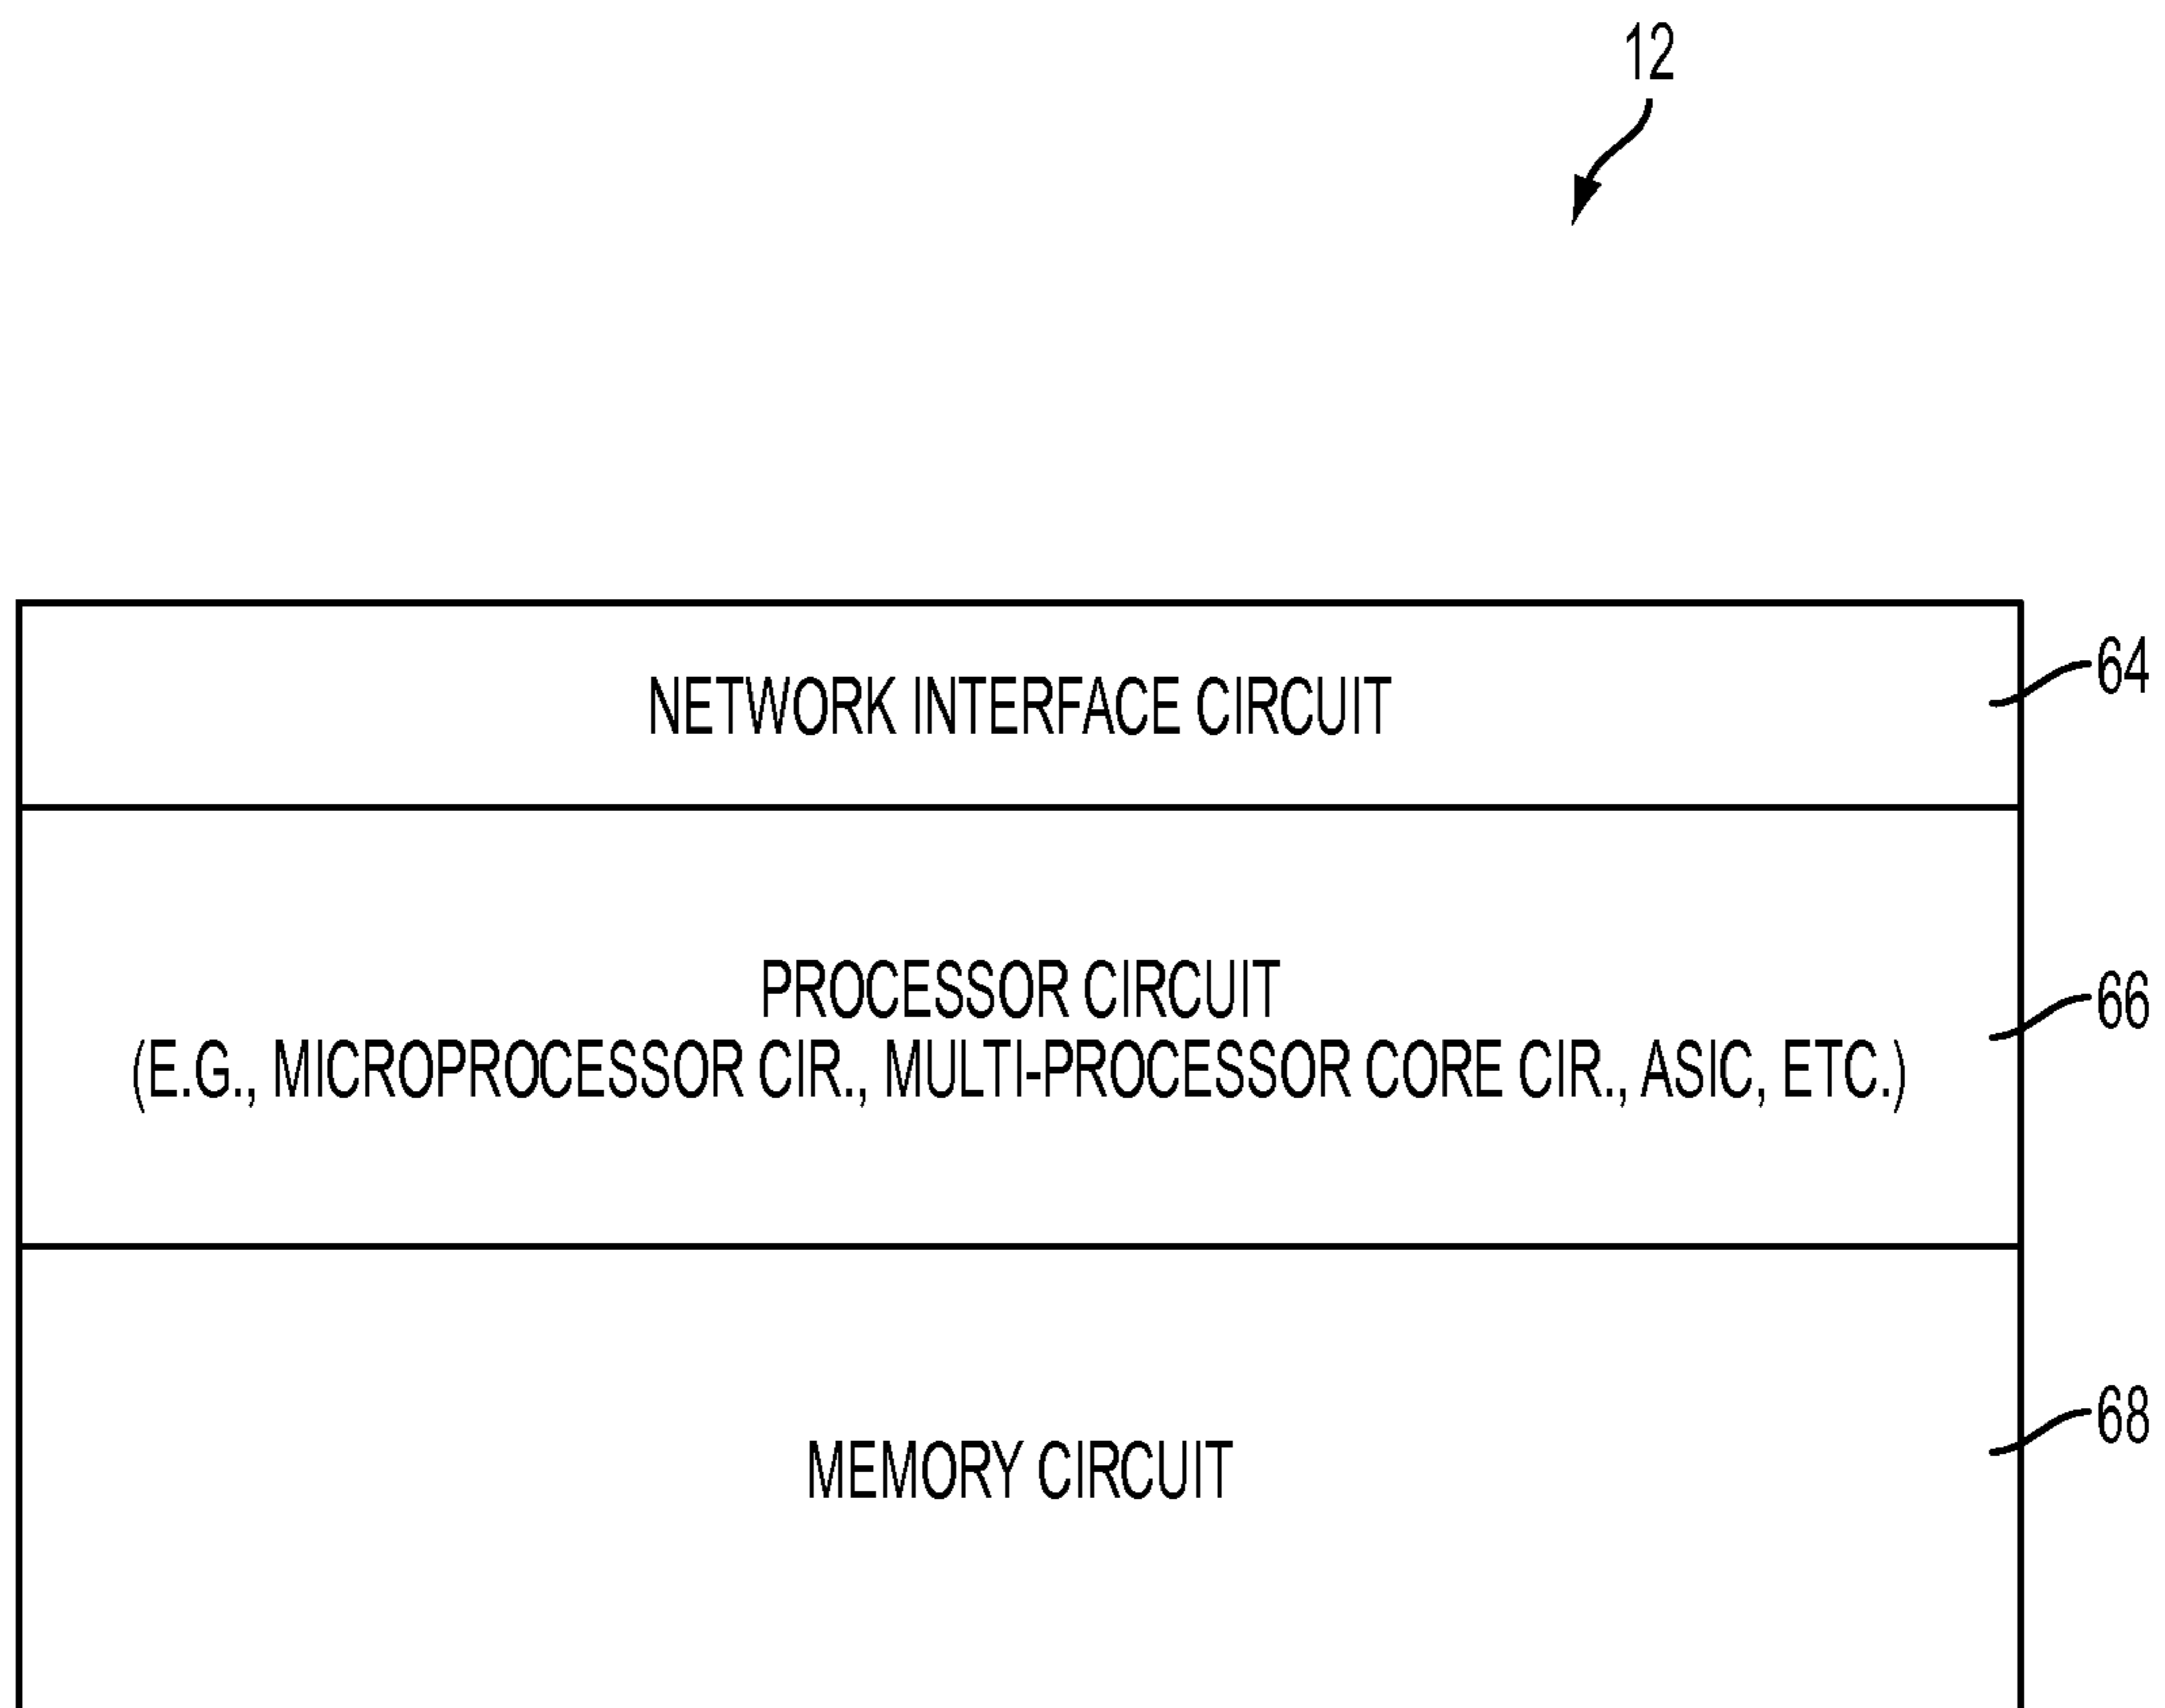 12
NETWORK INTERFACE CIRCUIT
64
PROCESSOR CIRCUIT
(E.G., MICROPROCESSOR CIR., MULTI-PROCESSOR CORE CIR., ASIC, ETC.)
66
MEMORY CIRCUIT
68